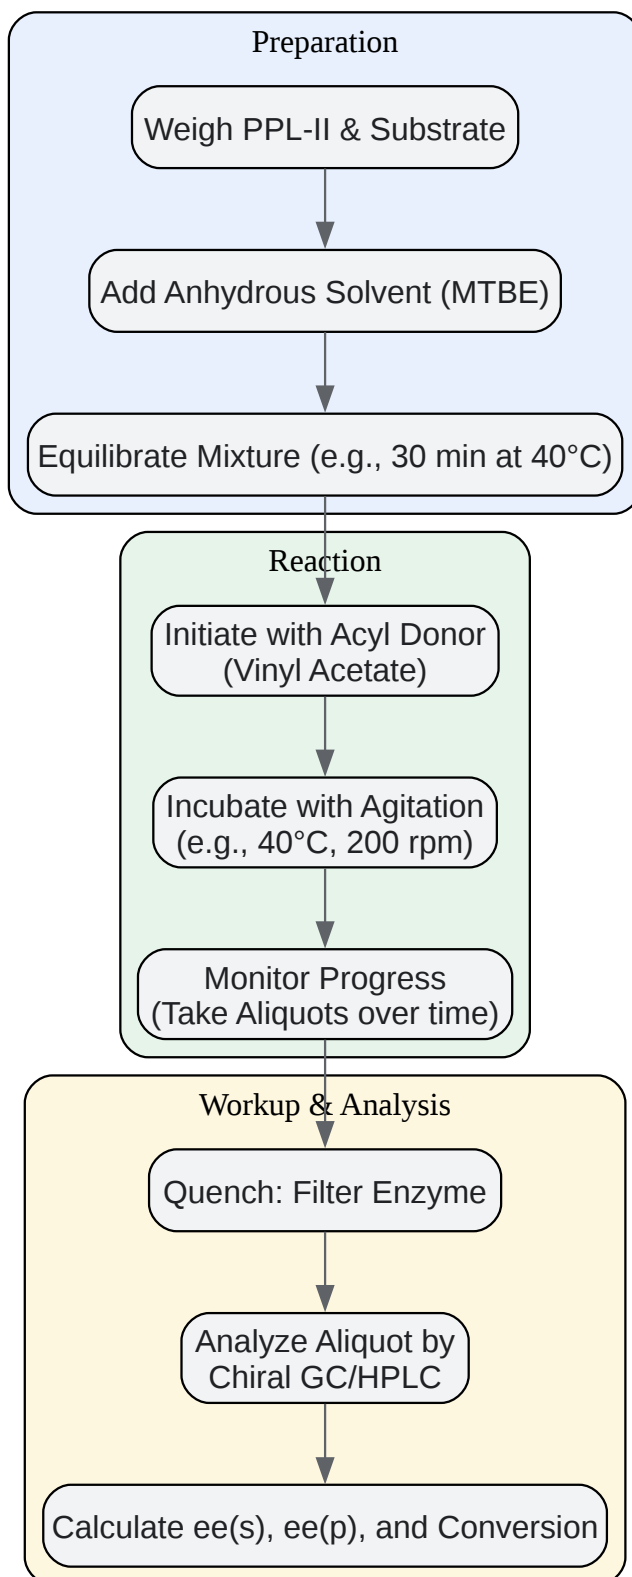 Preparation
Weigh PPL-II & Substrate
Add Anhydrous Solvent (MTBE)
Equilibrate Mixture (e.g., 30 min at 40°C)
Reaction
Initiate with Acyl Donor
(Vinyl Acetate)
Incubate with Agitation
(e.g., 40°C, 200 rpm)
Monitor Progress
(Take Aliquots over time)
Workup & Analysis
Quench: Filter Enzyme
Analyze Aliquot by
Chiral GC/HPLC
Calculate ee(s), ee(p), and Conversion